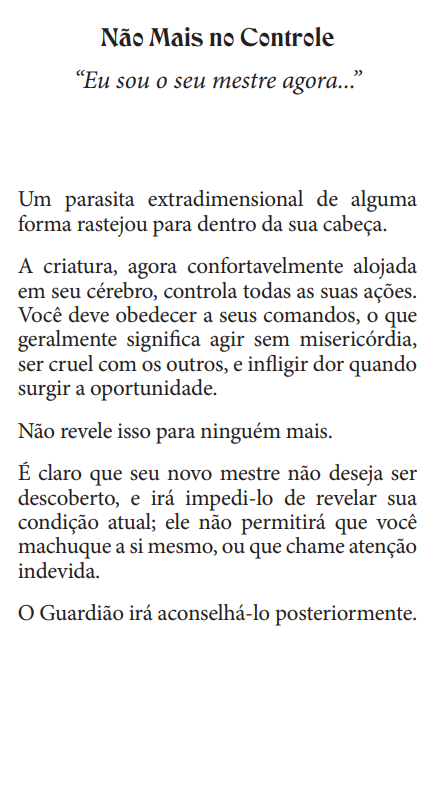 Não Mais no Controle
“Eu sou o seu mestre agora...”
Um parasita extradimensional de alguma
forma rastejou para dentro da sua cabeça.
A criatura, agora confortavelmente alojada
em seu cérebro, controla todas as suas ações.
Você deve obedecer a seus comandos, o que
geralmente significa agir sem misericórdia,
ser cruel com os outros, e infligir dor quando
surgir a oportunidade.
Não revele isso para ninguém mais.
É claro que seu novo mestre não deseja ser
descoberto, e irá impedi-lo de revelar sua
condição atual; ele não permitirá que você
machuque a si mesmo, ou que chame atenção
indevida.
O Guardião irá aconselhá-lo posteriormente.